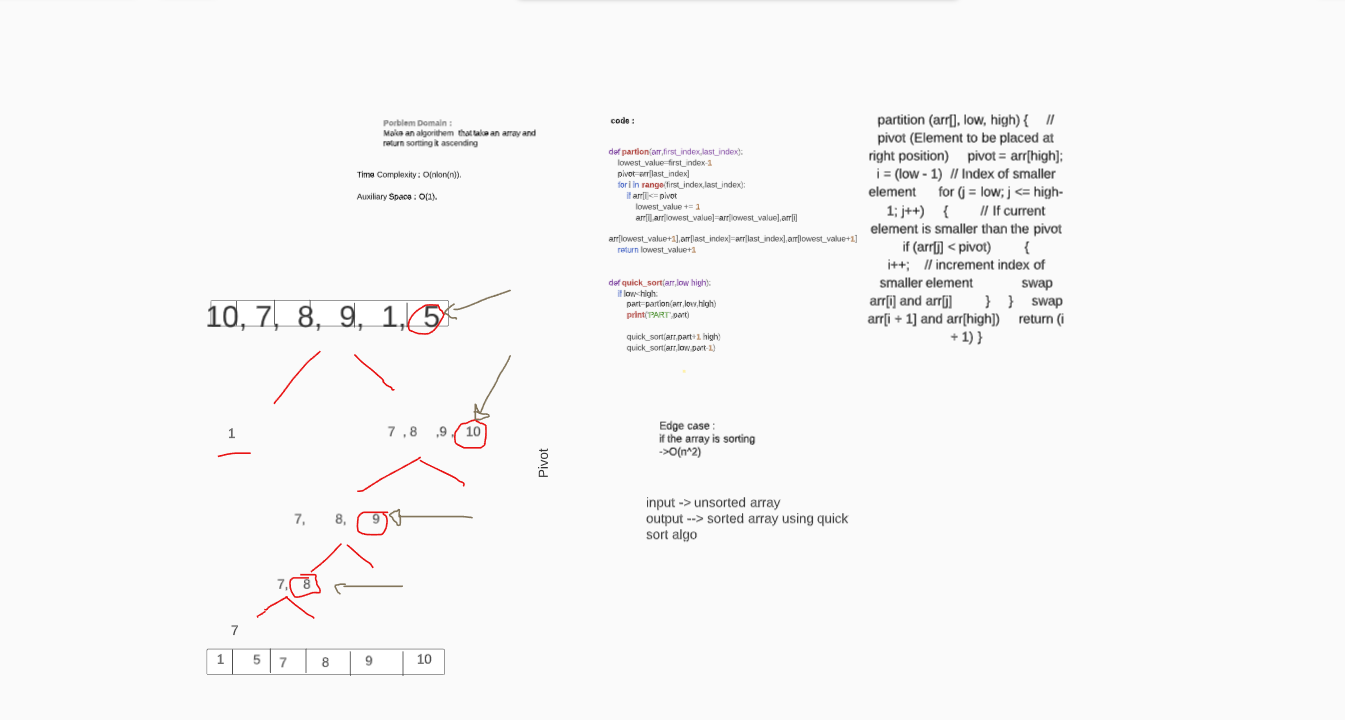 Porblem Domain :
Make an algorithem that take an array and
return sorting it ascending
Time Complexity ; O(nlon(n)).
Auxiliary Space : O(1).
10, 7, 8, 9, 1, 5
1
7 , 8 ,9 , 10
7, 8, 9
7, 8
7
1 5 7 8 9 10
Pivot
code :
def partion(arr,first_index,last_index):
lowest_value=first_index-1
pivot=arr[last_index]
for i in range(first_index,last_index):
if arr[i]<= pivot
lowest_value += 1
arr[i],arr[lowest_value]=arr[lowest_value],arr[i]
arr[lowest_value+1],arr[last_index]=arr[last_index],arr[lowest_value+1]
return lowest_value+1
def quick_sort(arr,low high):
if low<high:
part=partion(arr,low,high)
print("PART",part)
quick_sort(arr,part+1 high)
quick_sort(arr,low,part-1)
Edge case :
if the array is sorting
->O(n^2)
input -> unsorted array
output --> sorted array using quick
sort algo
partition (arr[], low, high) { //
pivot (Element to be placed at
right position) pivot = arr[high];
i = (low - 1) // Index of smaller
element for (j = low; j <= high-
1; j++) { // If current
element is smaller than the pivot
if (arr[j] < pivot) {
i++; // increment index of
smaller element swap
arr[i] and arr[j] } } swap
arr[i + 1] and arr[high]) return (i
+ 1) }